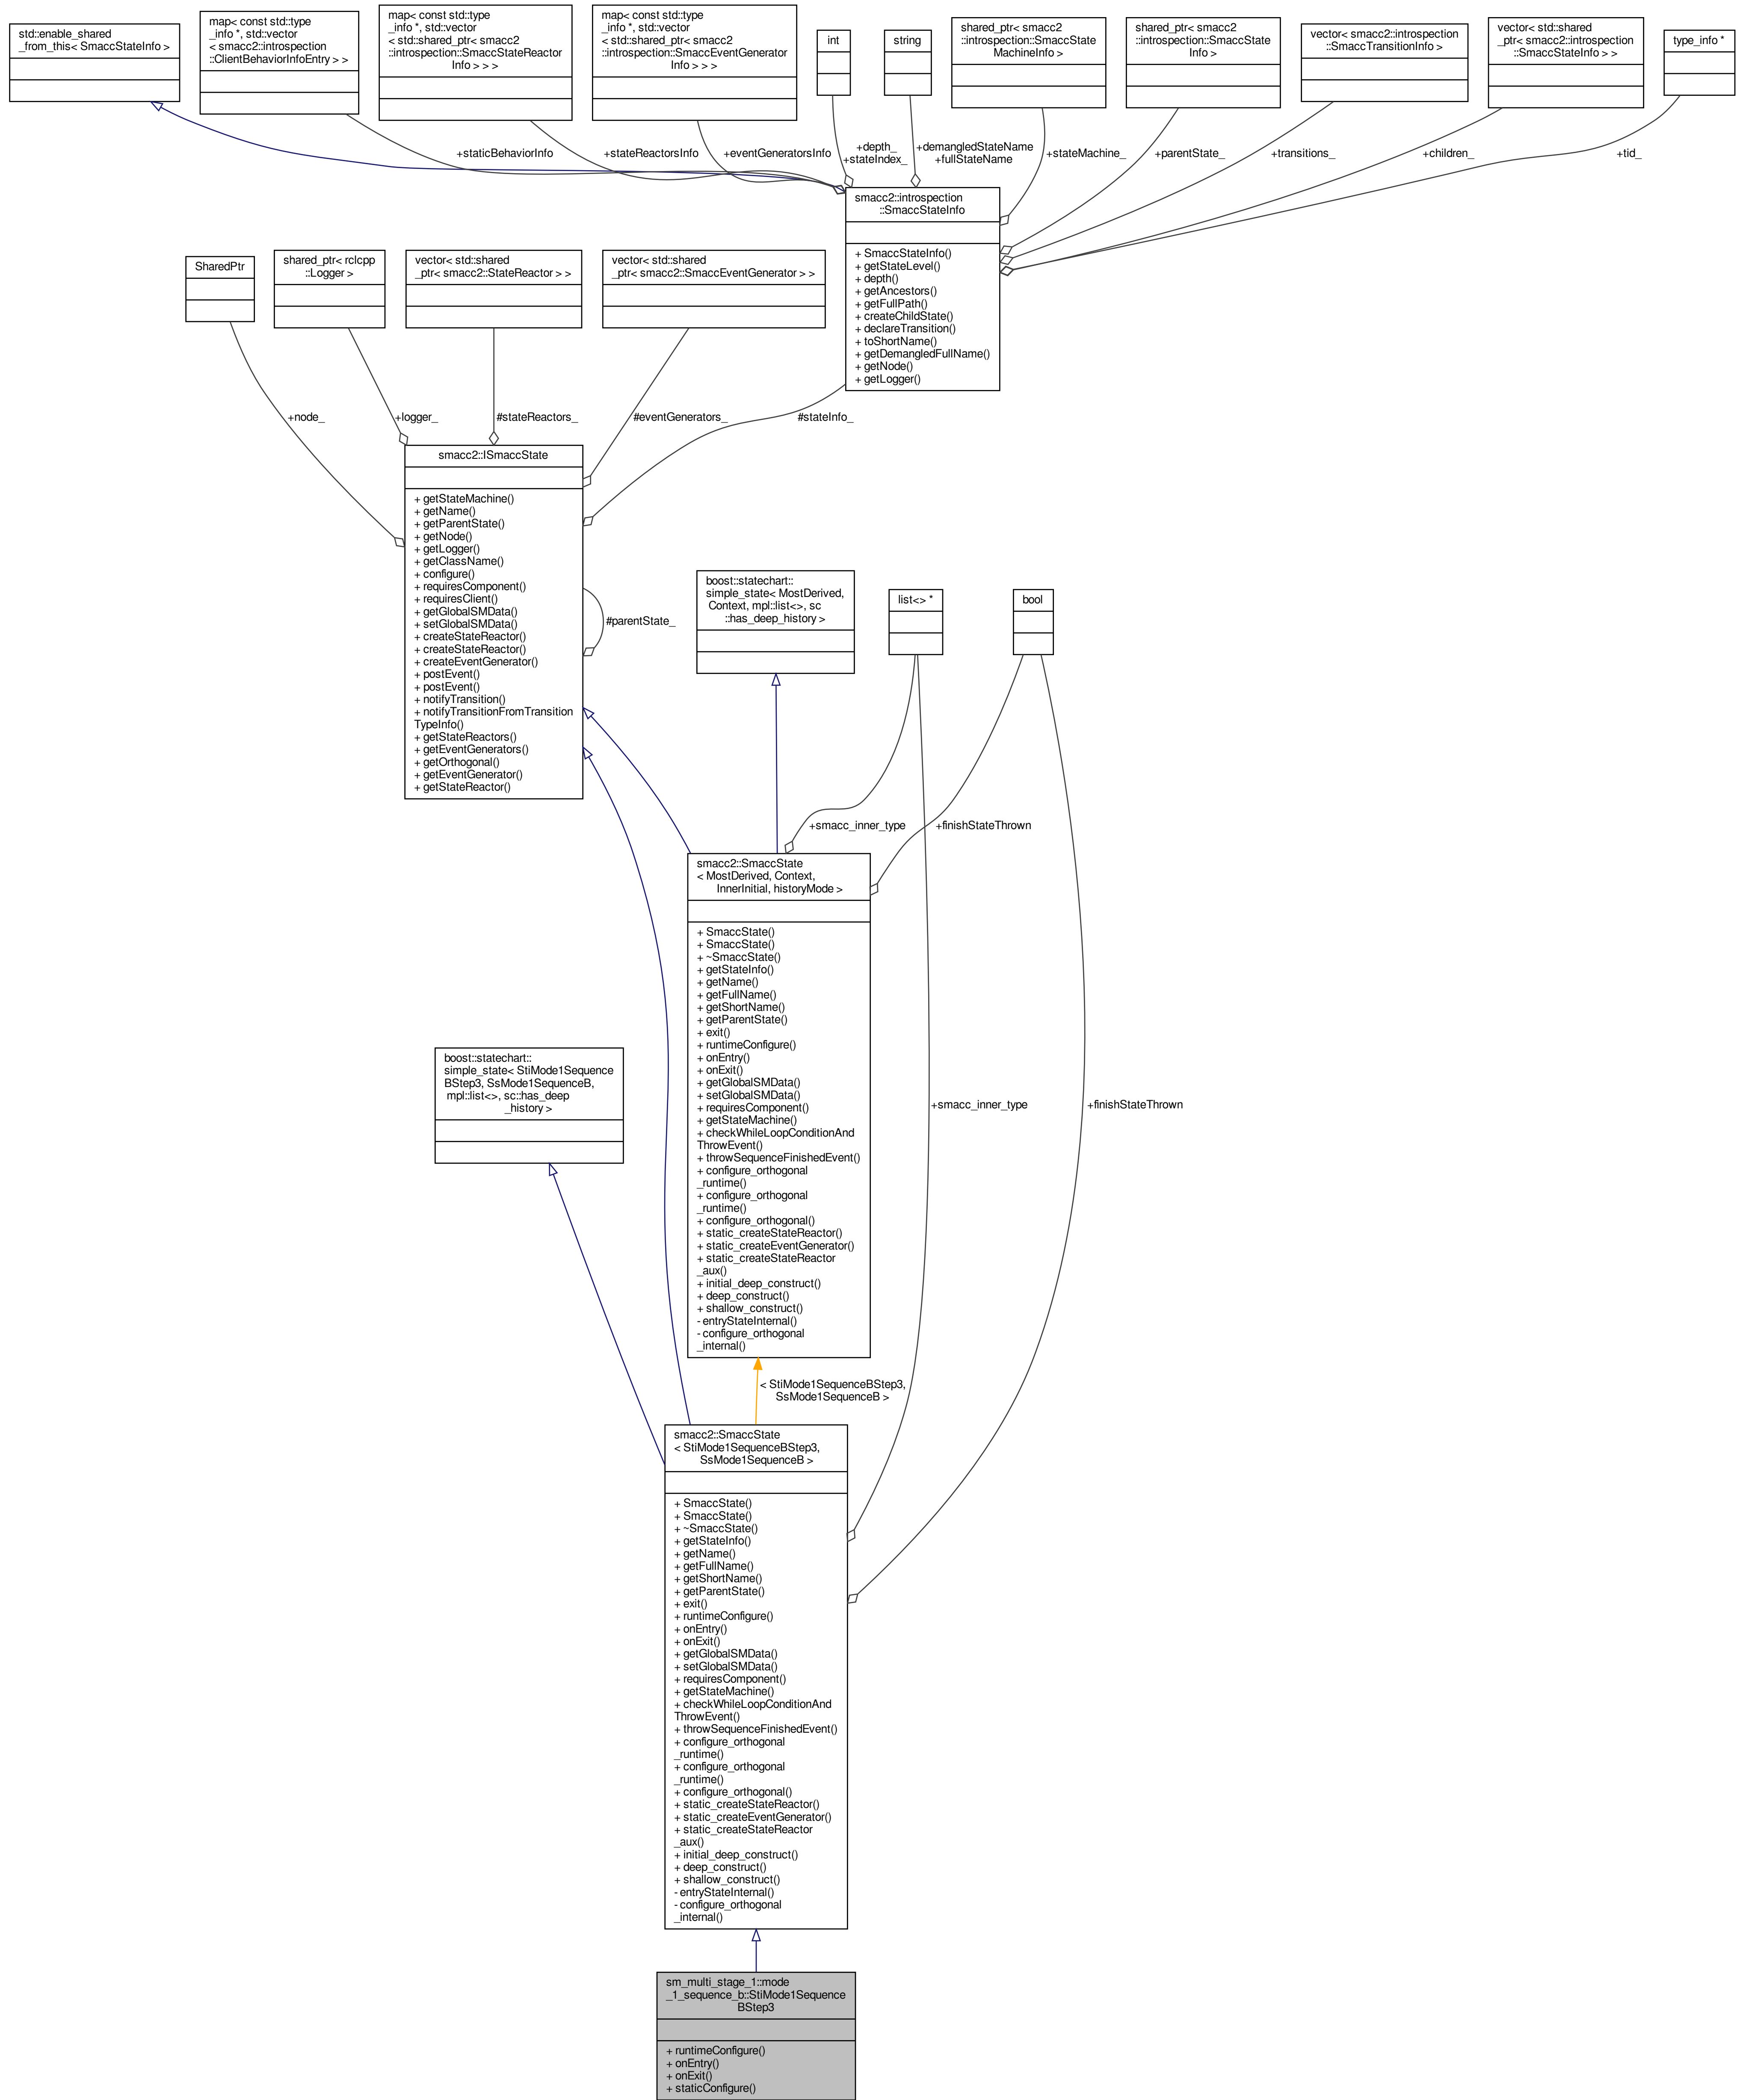 std::enable_shared
_from_this< SmaccStateInfo >
map< const std::type
_info *, std::vector
< smacc2::introspection
::ClientBehaviorInfoEntry > >
map< const std::type
_info *, std::vector
< std::shared_ptr< smacc2
::introspection::SmaccStateReactor
Info > > >
map< const std::type
_info *, std::vector
< std::shared_ptr< smacc2
::introspection::SmaccEventGenerator
Info > > >
int
string
shared_ptr< smacc2
::introspection::SmaccState
MachineInfo >
shared_ptr< smacc2
::introspection::SmaccState
Info >
vector< smacc2::introspection
::SmaccTransitionInfo >
vector< std::shared
_ptr< smacc2::introspection
::SmaccStateInfo > >
type_info *
+staticBehaviorInfo
+stateReactorsInfo
+eventGeneratorsInfo
+depth_
+stateIndex_
+demangledStateName
+fullStateName
+stateMachine_
+parentState_
+transitions_
+children_
+tid_
smacc2::introspection
::SmaccStateInfo
+ SmaccStateInfo()
+ getStateLevel()
+ depth()
+ getAncestors()
+ getFullPath()
+ createChildState()
+ declareTransition()
+ toShortName()
+ getDemangledFullName()
+ getNode()
+ getLogger()
SharedPtr
shared_ptr< rclcpp
::Logger >
vector< std::shared
_ptr< smacc2::StateReactor > >
vector< std::shared
_ptr< smacc2::SmaccEventGenerator > >
+node_
+logger_
#stateReactors_
#eventGenerators_
#stateInfo_
smacc2::ISmaccState
+ getStateMachine()
+ getName()
+ getParentState()
+ getNode()
+ getLogger()
+ getClassName()
+ configure()
+ requiresComponent()
+ requiresClient()
+ getGlobalSMData()
+ setGlobalSMData()
+ createStateReactor()
+ createStateReactor()
+ createEventGenerator()
+ postEvent()
+ postEvent()
+ notifyTransition()
+ notifyTransitionFromTransition
TypeInfo()
+ getStateReactors()
+ getEventGenerators()
+ getOrthogonal()
+ getEventGenerator()
+ getStateReactor()
#parentState_
boost::statechart::
simple_state< MostDerived,
Context, mpl::list<>, sc
::has_deep_history >
list<> *
bool
+smacc_inner_type
+finishStateThrown
smacc2::SmaccState
< MostDerived, Context,
InnerInitial, historyMode >
+ SmaccState()
+ SmaccState()
+ ~SmaccState()
+ getStateInfo()
+ getName()
+ getFullName()
+ getShortName()
+ getParentState()
+ exit()
+ runtimeConfigure()
+ onEntry()
+ onExit()
+ getGlobalSMData()
+ setGlobalSMData()
+ requiresComponent()
+ getStateMachine()
+ checkWhileLoopConditionAnd
ThrowEvent()
+ throwSequenceFinishedEvent()
+ configure_orthogonal
_runtime()
+ configure_orthogonal
_runtime()
+ configure_orthogonal()
+ static_createStateReactor()
+ static_createEventGenerator()
+ static_createStateReactor
_aux()
+ initial_deep_construct()
+ deep_construct()
+ shallow_construct()
- entryStateInternal()
- configure_orthogonal
_internal()
boost::statechart::
simple_state< StiMode1Sequence
BStep3, SsMode1SequenceB,
mpl::list<>, sc::has_deep
_history >
+smacc_inner_type
+finishStateThrown
< StiMode1SequenceBStep3,
SsMode1SequenceB >
smacc2::SmaccState
< StiMode1SequenceBStep3,
SsMode1SequenceB >
+ SmaccState()
+ SmaccState()
+ ~SmaccState()
+ getStateInfo()
+ getName()
+ getFullName()
+ getShortName()
+ getParentState()
+ exit()
+ runtimeConfigure()
+ onEntry()
+ onExit()
+ getGlobalSMData()
+ setGlobalSMData()
+ requiresComponent()
+ getStateMachine()
+ checkWhileLoopConditionAnd
ThrowEvent()
+ throwSequenceFinishedEvent()
+ configure_orthogonal
_runtime()
+ configure_orthogonal
_runtime()
+ configure_orthogonal()
+ static_createStateReactor()
+ static_createEventGenerator()
+ static_createStateReactor
_aux()
+ initial_deep_construct()
+ deep_construct()
+ shallow_construct()
- entryStateInternal()
- configure_orthogonal
_internal()
sm_multi_stage_1::mode
_1_sequence_b::StiMode1Sequence
BStep3
+ runtimeConfigure()
+ onEntry()
+ onExit()
+ staticConfigure()